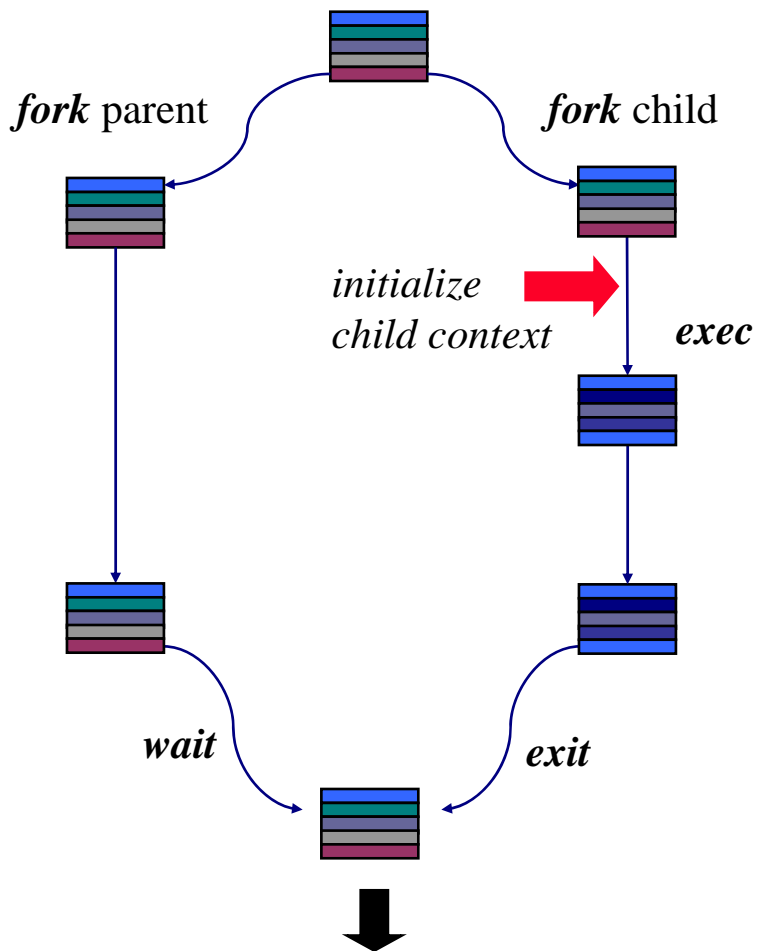 fork parent
fork child
initialize
child context
exec
wait
exit